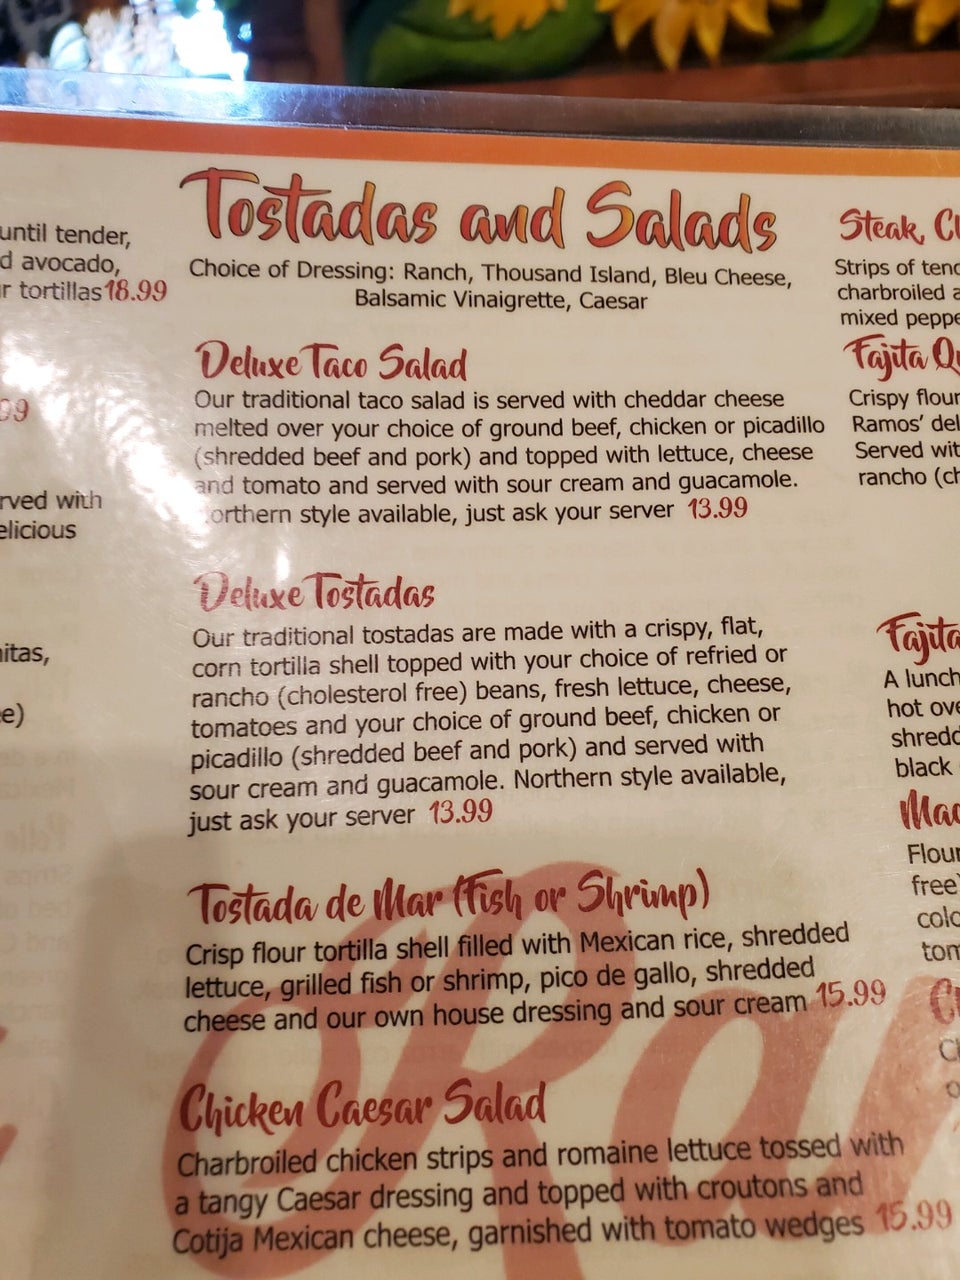 until tender,
d avocado,
r tortillas 18.99
rved with
elicious
nitas,
e)
Tostadas and Salads
Choice of Dressing: Ranch, Thousand Island, Bleu Cheese,
Balsamic Vinaigrette, Caesar
Deluxe Taco Salad
Our traditional taco salad is served with cheddar cheese
melted over your choice of ground beef, chicken or picadillo
(shredded beef and pork) and topped with lettuce, cheese
and tomato and served with sour cream and guacamole.
orthern style available, just ask your server 13.99
Deluxe Tostadas
Our traditional tostadas are made with a crispy, flat,
corn tortilla shell topped with your choice of refried or
rancho (cholesterol free) beans, fresh lettuce, cheese,
tomatoes and your choice of ground beef, chicken or
picadillo (shredded beef and pork) and served with
sour cream and guacamole. Northern style available,
just ask your server 13.99
Tostada de Mar (Fish or Shrimp)
Crisp flour tortilla shell filled with Mexican rice, shredded
lettuce, grilled fish or shrimp, pico de gallo, shredded
cheese and our own house dressing and sour cream 15.99
Chicken Caesar Salad
Charbroiled chicken strips and romaine lettuce tossed with
a tangy Caesar dressing and topped with croutons and
Cotija Mexican cheese, garnished with tomato wedges 15.99
Steak, C
Strips of tend
charbroiled a
mixed peppe
Fajita Qu
Crispy flour
Ramos' del
Served wit
rancho (ch
Fajita
A lunch
hot ove
shredd
black
Mac
Flour
free)
colo
tom